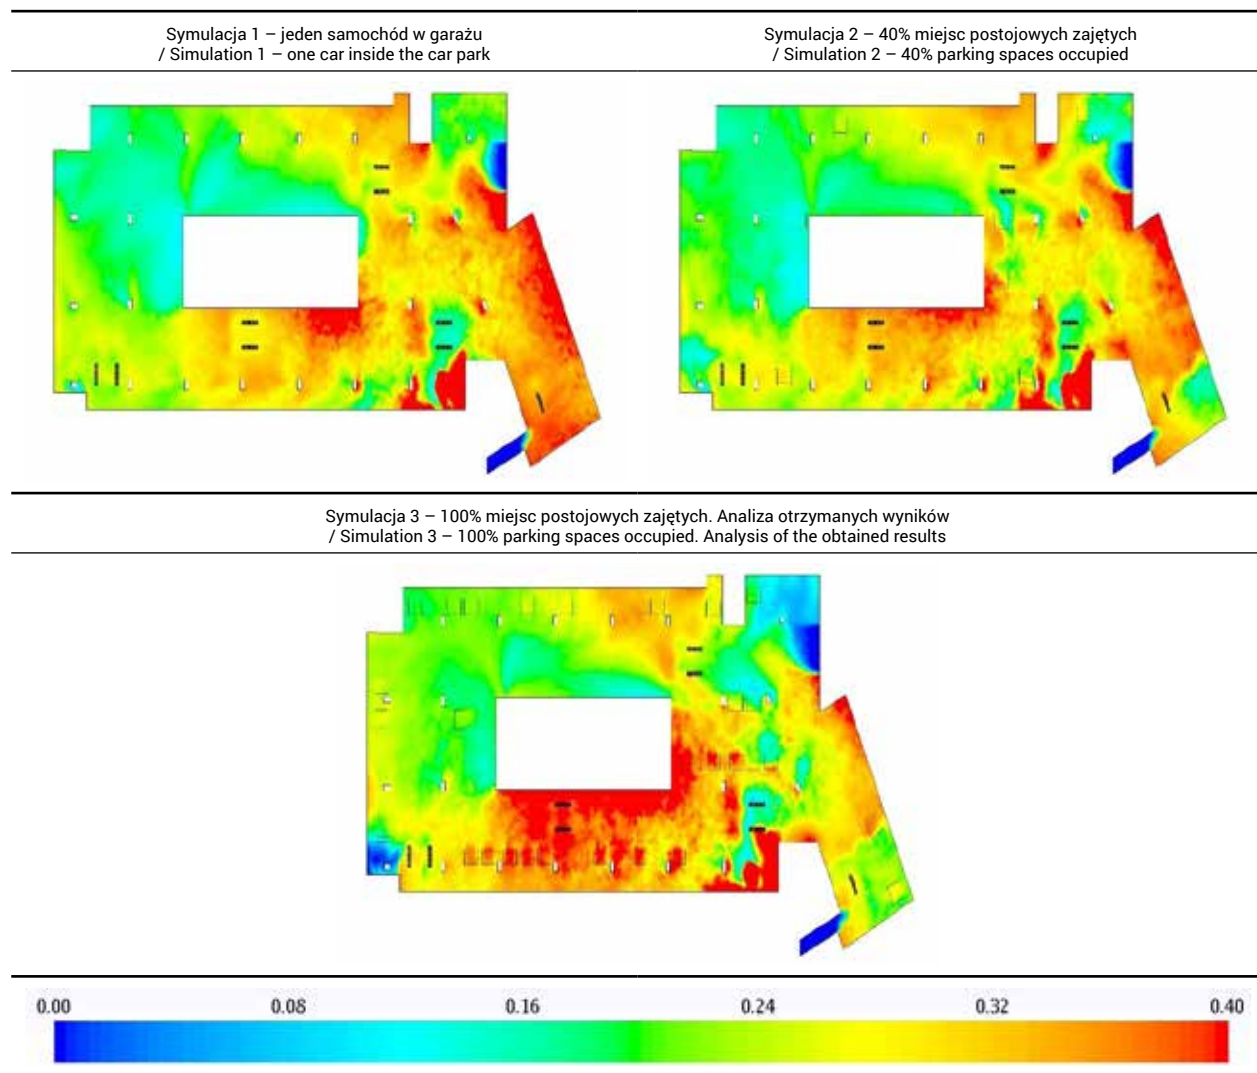 Symulacja 1 – jeden samochód w garażu
/ Simulation 1 – one car inside the car park
Symulacja 2 – 40% miejsc postojowych zajętych
/ Simulation 2 – 40% parking spaces occupied
Symulacja 3 – 100% miejsc postojowych zajętych. Analiza otrzymanych wyników
/ Simulation 3 – 100% parking spaces occupied. Analysis of the obtained results
0.00 0.08 0.16 0.24 0.32 0.40